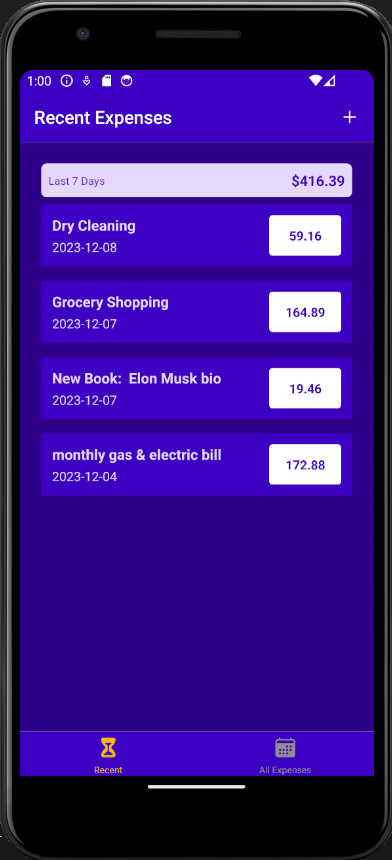 1:00
Recent Expenses
+
Last 7 Days $416.39
Dry Cleaning
2023-12-08
59.16
Grocery Shopping
2023-12-07
164.89
New Book:  Elon Musk bio
2023-12-07
19.46
monthly gas & electric bill
2023-12-04
172.88
Recent
All Expenses